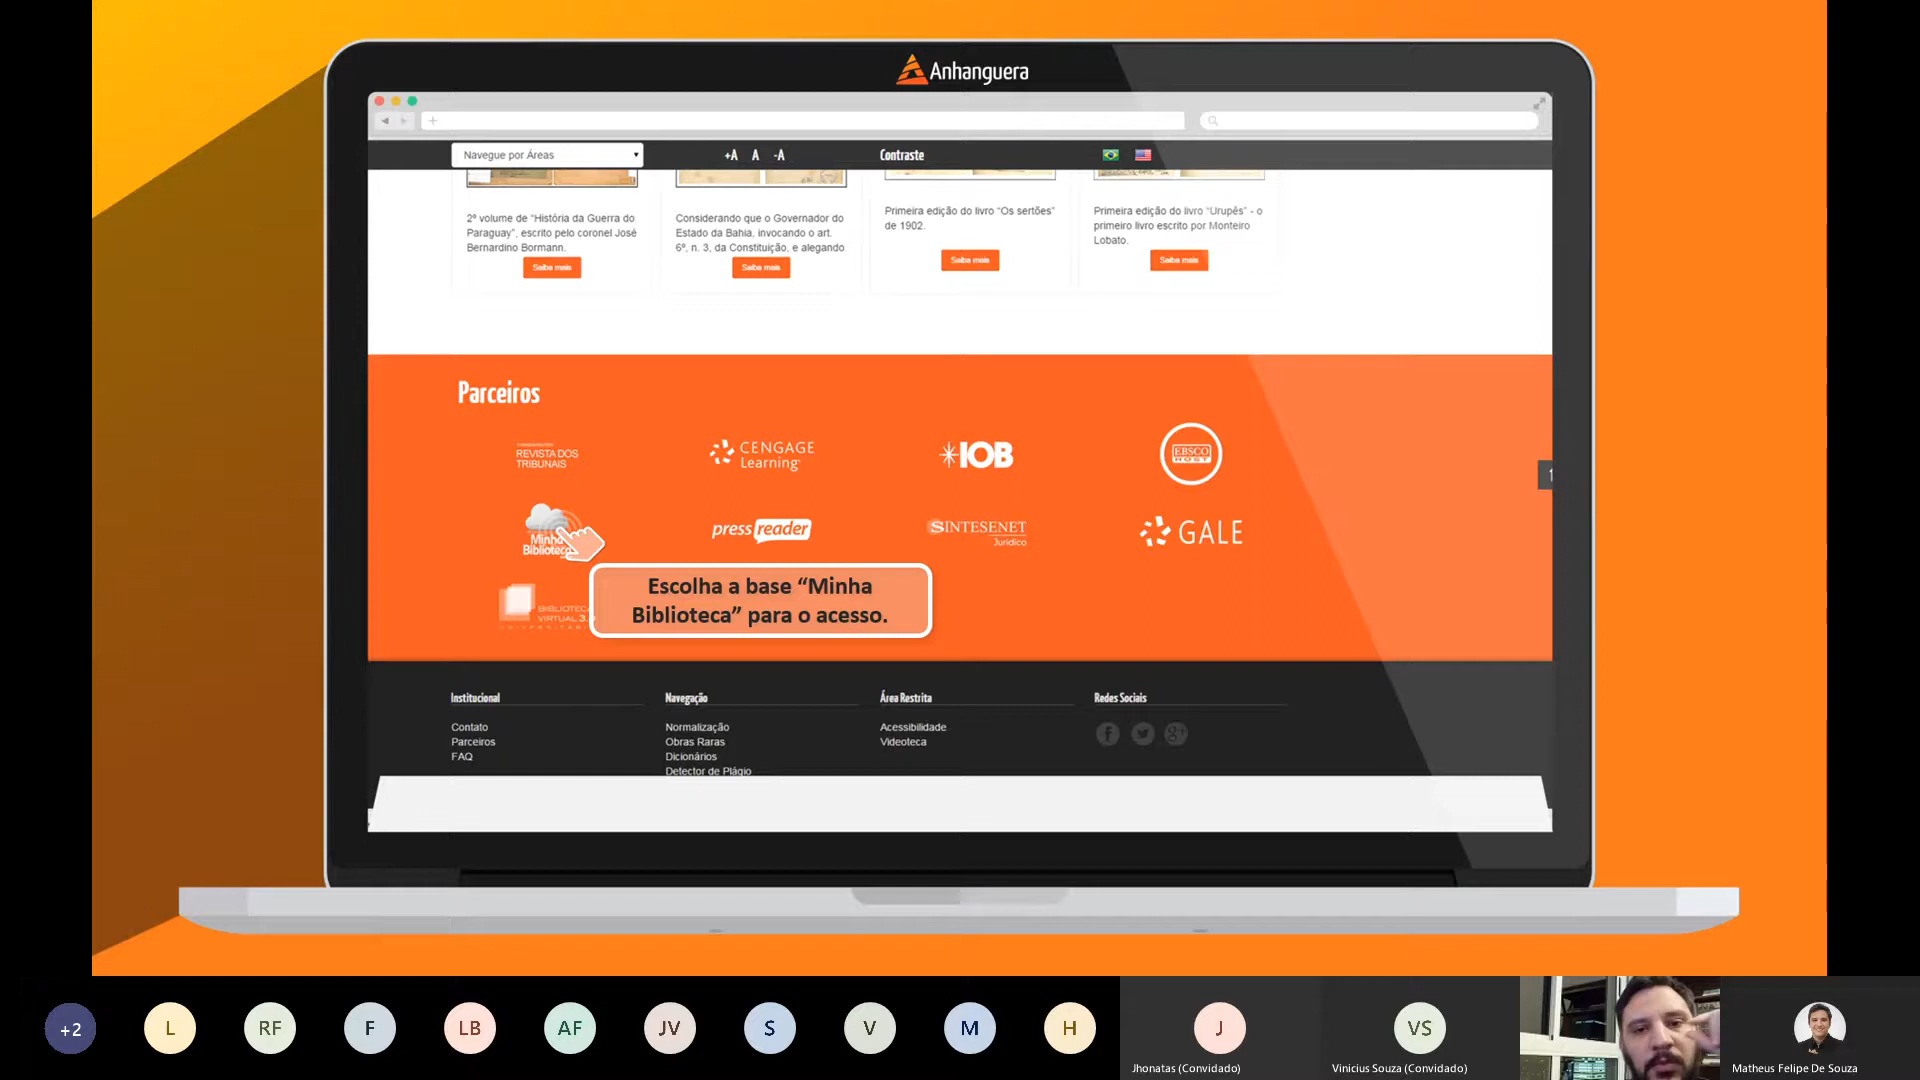 Anhanguera
Navegue por Áreas
+A A -A
Contraste
2º volume de “História da Guerra do
Paraguay”, escrito pelo coronel José
Bernardino Bormann.
Saiba mais
Considerando que o Governador do
Estado da Bahia, invocando o art.
6º, n. 3, da Constituição, e alegando
Saiba mais
Primeira edição do livro “Os sertões”
de 1902.
Saiba mais
Primeira edição do livro “Urupês” - o
primeiro livro escrito por Monteiro
Lobato.
Saiba mais
Parceiros
REVISTA DOS
TRIBUNAIS
CENGAGE
Learning
IOB
EBSCO
HOST
Minha
Biblioteca
pressreader
SINTESENET
Jurídico
GALE
BIBLIOTECA
VIRTUAL 3.
UNIVERSITÁRIA
Escolha a base “Minha
Biblioteca” para o acesso.
Institucional
Contato
Parceiros
FAQ
Navegação
Normalização
Obras Raras
Dicionários
Detector de Plágio
Área Restrita
Acessibilidade
Videoteca
Redes Sociais
+2
L
RF
F
LB
AF
JV
S
V
M
H
J
VS
Jhonatas (Convidado)
Vinicius Souza (Convidado)
Matheus Felipe De Souza